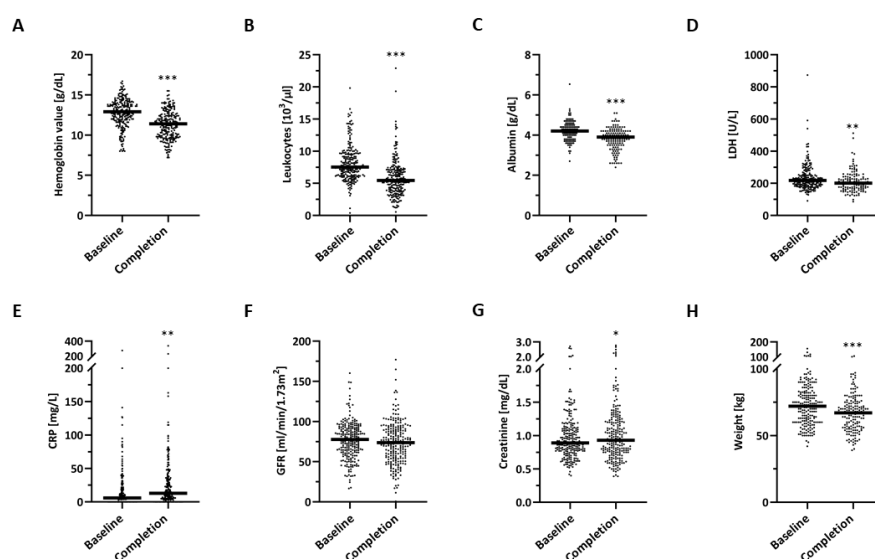 A
Hemoglobin value [g/dL]
20
15
10
5
0
***
Baseline
Completion
B
Leukocytes [10³/µl]
25
20
15
10
5
0
***
Baseline
Completion
C
Albumin [g/dL]
8
6
4
2
0
***
Baseline
Completion
D
LDH [U/L]
1000
800
600
400
200
0
**
Baseline
Completion
E
CRP [mg/L]
400
200
200
150
100
50
0
**
Baseline
Completion
F
GFR [ml/min/1.73m²]
200
150
100
50
0
Baseline
Completion
G
Creatinine [mg/dL]
3.0
2.0
2.0
1.5
1.0
0.5
0.0
*
Baseline
Completion
H
Weight [kg]
200
100
100
50
0
***
Baseline
Completion